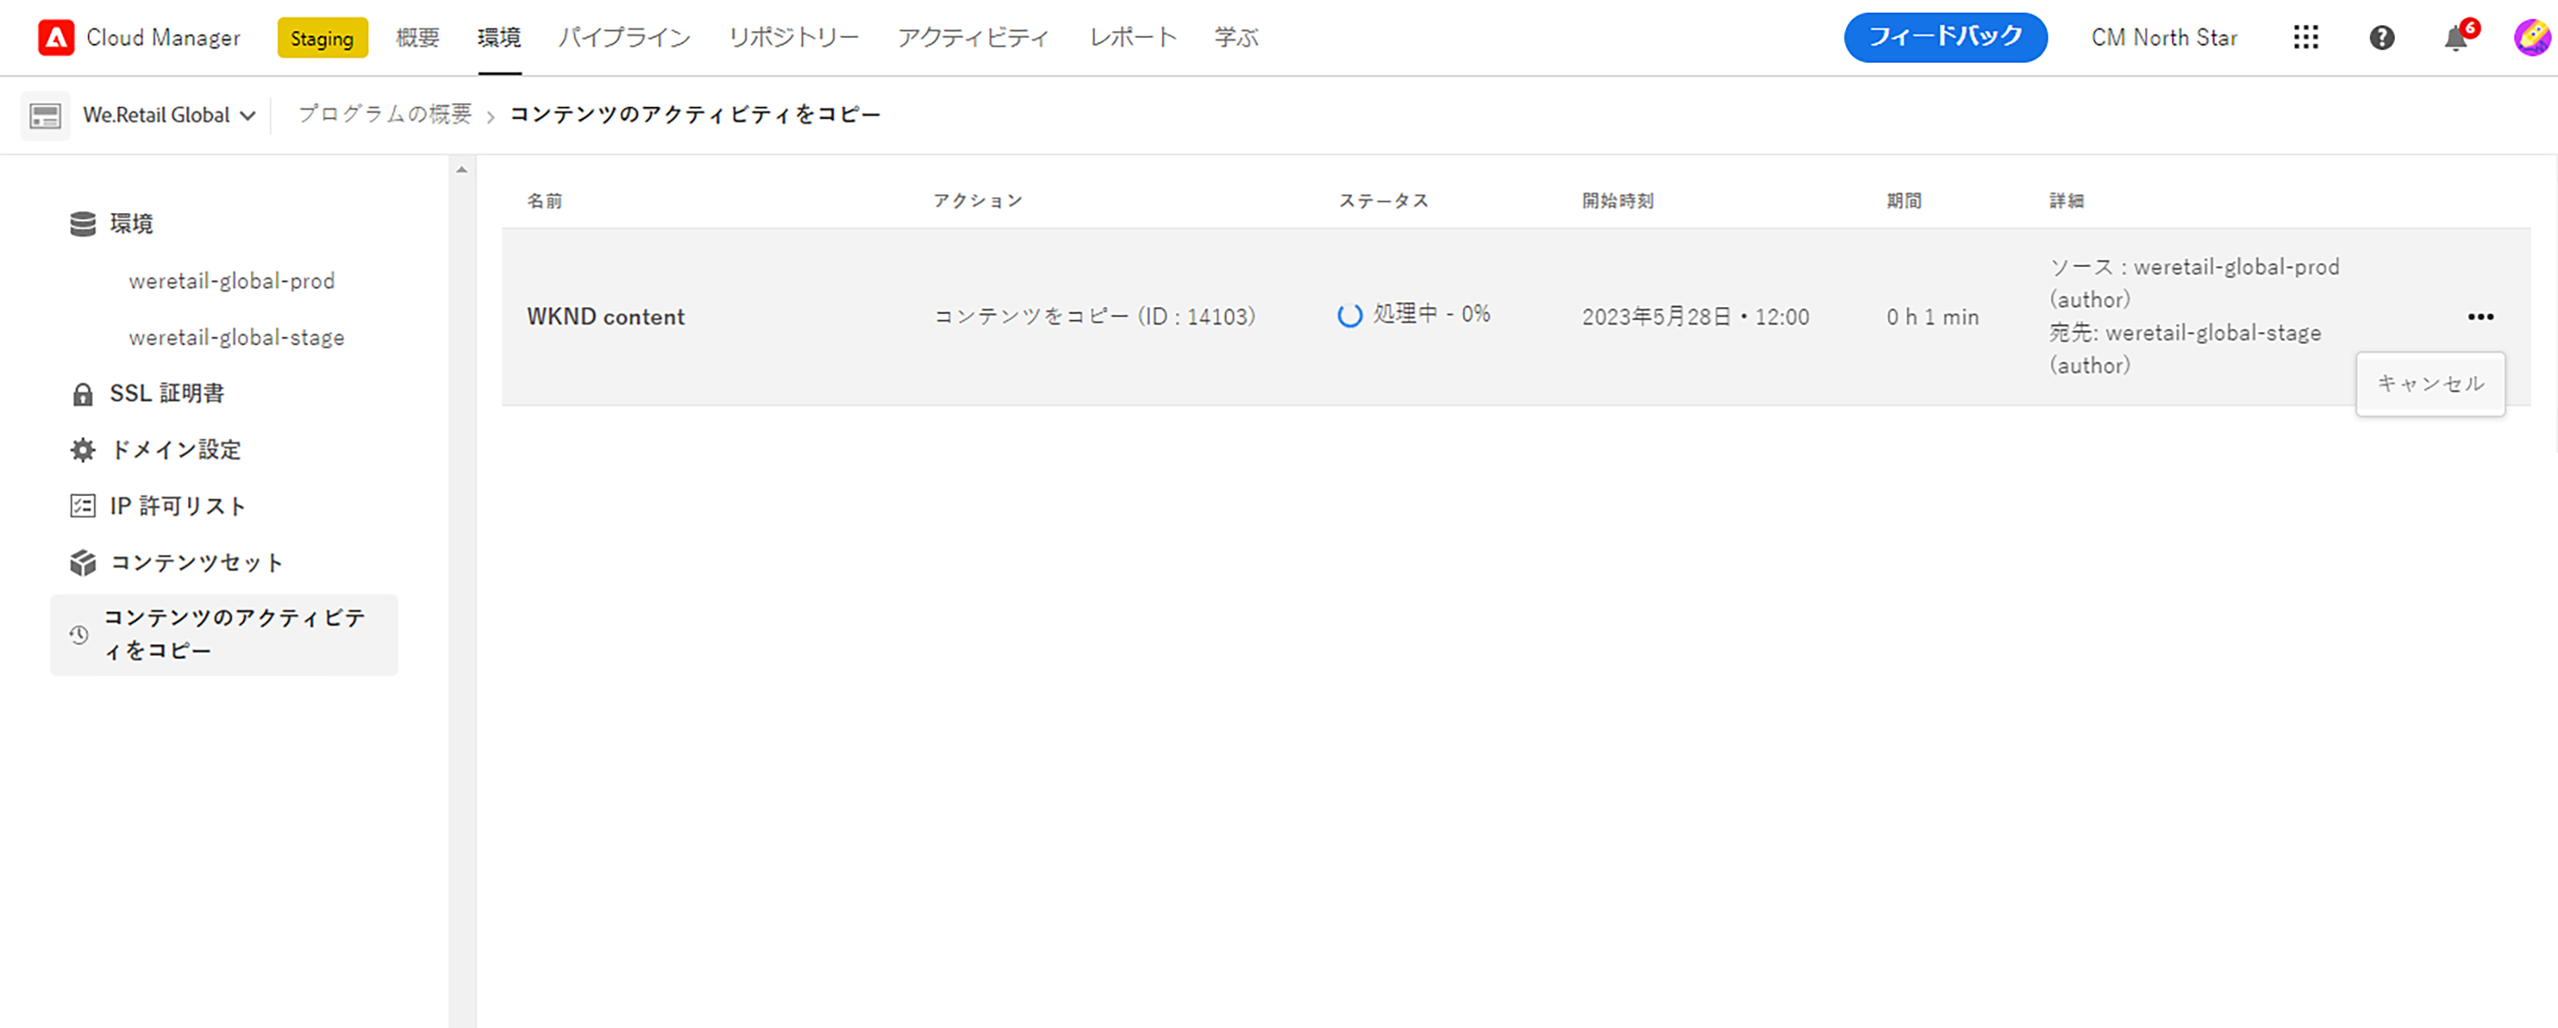 Cloud Manager Staging 概要 環境 パイプライン リポジトリー アクティビティ レポート 学ぶ フィードバック CM North Star 6
We.Retail Global プログラムの概要 › コンテンツのアクティビティをコピー
環境
weretail-global-prod
weretail-global-stage
SSL 証明書
ドメイン設定
IP 許可リスト
コンテンツセット
コンテンツのアクティビテ
ィをコピー
名前 アクション ステータス 開始時刻 期間 詳細
WKND content コンテンツをコピー (ID : 14103) 処理中 - 0% 2023年5月28日・12:00 0 h 1 min
ソース : weretail-global-prod
(author)
宛先: weretail-global-stage
(author)
キャンセル